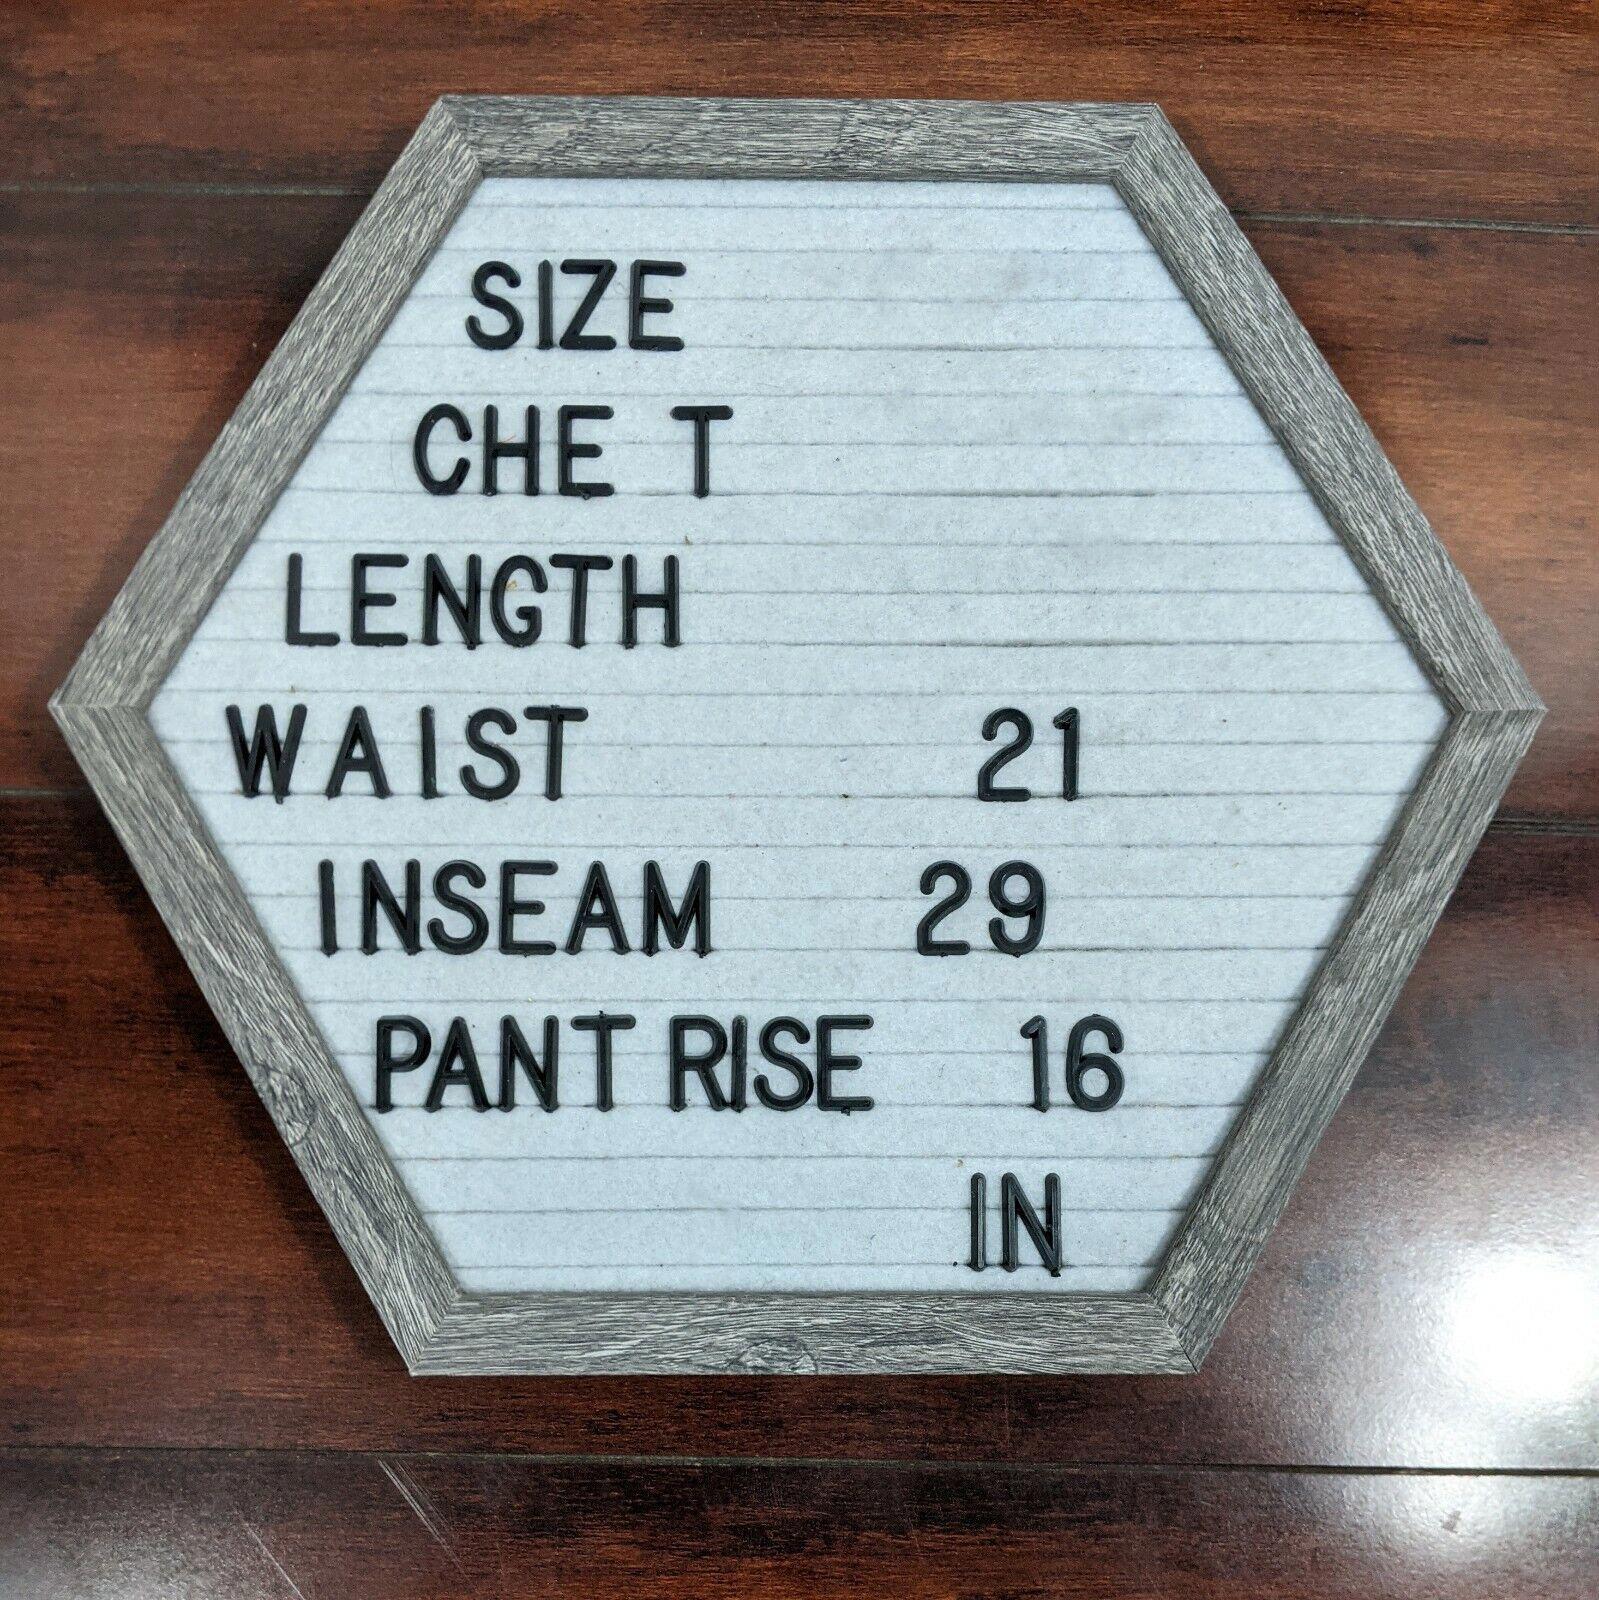 SIZE
CHE T
LENGTH
WAIST 21
INSEAM 29
PANT RISE 16
IN